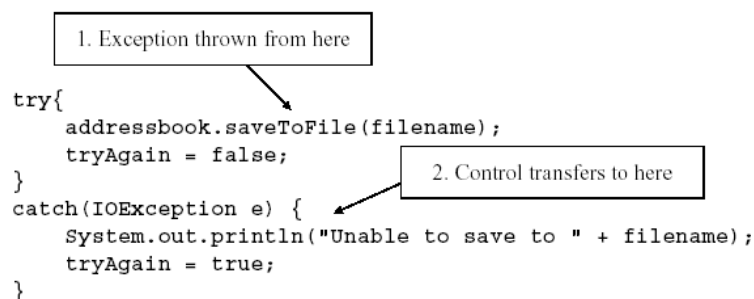 1. Exception thrown from here
try{
    addressbook.saveToFile(filename);
    tryAgain = false;
}
2. Control transfers to here
catch(IOException e) {
    System.out.println("Unable to save to " + filename);
    tryAgain = true;
}